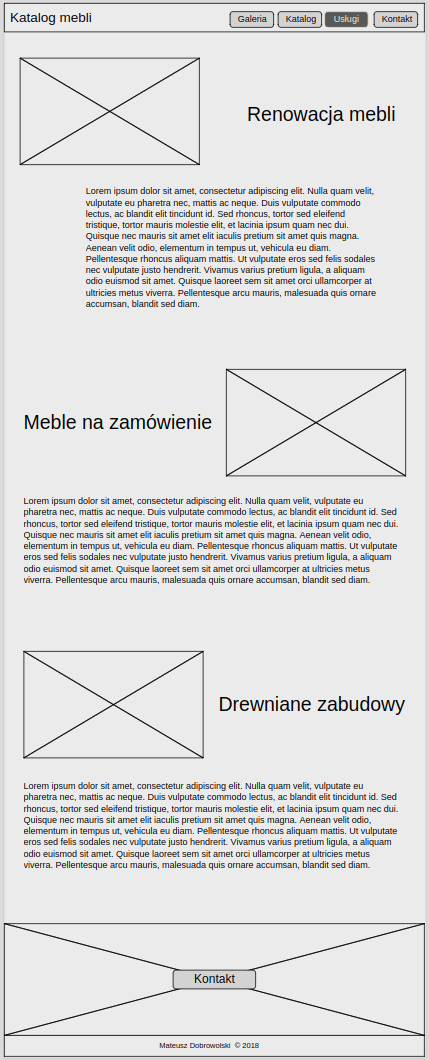 Katalog mebli
Galeria
Katalog
Usługi
Kontakt
Renowacja mebli
Lorem ipsum dolor sit amet, consectetur adipiscing elit. Nulla quam velit,
vulputate eu pharetra nec, mattis ac neque. Duis vulputate commodo
lectus, ac blandit elit tincidunt id. Sed rhoncus, tortor sed eleifend
tristique, tortor mauris molestie elit, et lacinia ipsum quam nec dui.
Quisque nec mauris sit amet elit iaculis pretium sit amet quis magna.
Aenean velit odio, elementum in tempus ut, vehicula eu diam.
Pellentesque rhoncus aliquam mattis. Ut vulputate eros sed felis sodales
nec vulputate justo hendrerit. Vivamus varius pretium ligula, a aliquam
odio euismod sit amet. Quisque laoreet sem sit amet orci ullamcorper at
ultricies metus viverra. Pellentesque arcu mauris, malesuada quis ornare
accumsan, blandit sed diam.
Meble na zamówienie
Lorem ipsum dolor sit amet, consectetur adipiscing elit. Nulla quam velit, vulputate eu
pharetra nec, mattis ac neque. Duis vulputate commodo lectus, ac blandit elit tincidunt id. Sed
rhoncus, tortor sed eleifend tristique, tortor mauris molestie elit, et lacinia ipsum quam nec dui.
Quisque nec mauris sit amet elit iaculis pretium sit amet quis magna. Aenean velit odio,
elementum in tempus ut, vehicula eu diam. Pellentesque rhoncus aliquam mattis. Ut vulputate
eros sed felis sodales nec vulputate justo hendrerit. Vivamus varius pretium ligula, a aliquam
odio euismod sit amet. Quisque laoreet sem sit amet orci ullamcorper at ultricies metus
viverra. Pellentesque arcu mauris, malesuada quis ornare accumsan, blandit sed diam.
Drewniane zabudowy
Lorem ipsum dolor sit amet, consectetur adipiscing elit. Nulla quam velit, vulputate eu
pharetra nec, mattis ac neque. Duis vulputate commodo lectus, ac blandit elit tincidunt id. Sed
rhoncus, tortor sed eleifend tristique, tortor mauris molestie elit, et lacinia ipsum quam nec dui.
Quisque nec mauris sit amet elit iaculis pretium sit amet quis magna. Aenean velit odio,
elementum in tempus ut, vehicula eu diam. Pellentesque rhoncus aliquam mattis. Ut vulputate
eros sed felis sodales nec vulputate justo hendrerit. Vivamus varius pretium ligula, a aliquam
odio euismod sit amet. Quisque laoreet sem sit amet orci ullamcorper at ultricies metus
viverra. Pellentesque arcu mauris, malesuada quis ornare accumsan, blandit sed diam.
Kontakt
Mateusz Dobrowolski © 2018